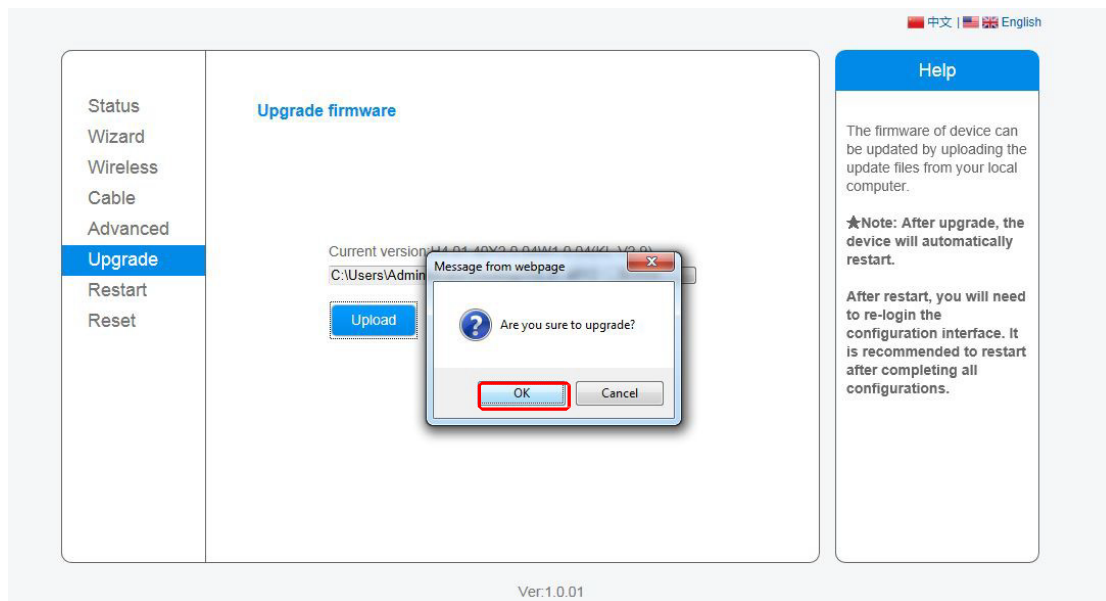 中文 | English
Help
Status
Wizard
Wireless
Cable
Advanced
Upgrade
Restart
Reset
Upgrade firmware
Current version:
C:\Users\Admin
Upload
Message from webpage
Are you sure to upgrade?
OK
Cancel
The firmware of device can
be updated by uploading the
update files from your local
computer.
★Note: After upgrade, the
device will automatically
restart.
After restart, you will need
to re-login the
configuration interface. It
is recommended to restart
after completing all
configurations.
Ver:1.0.01